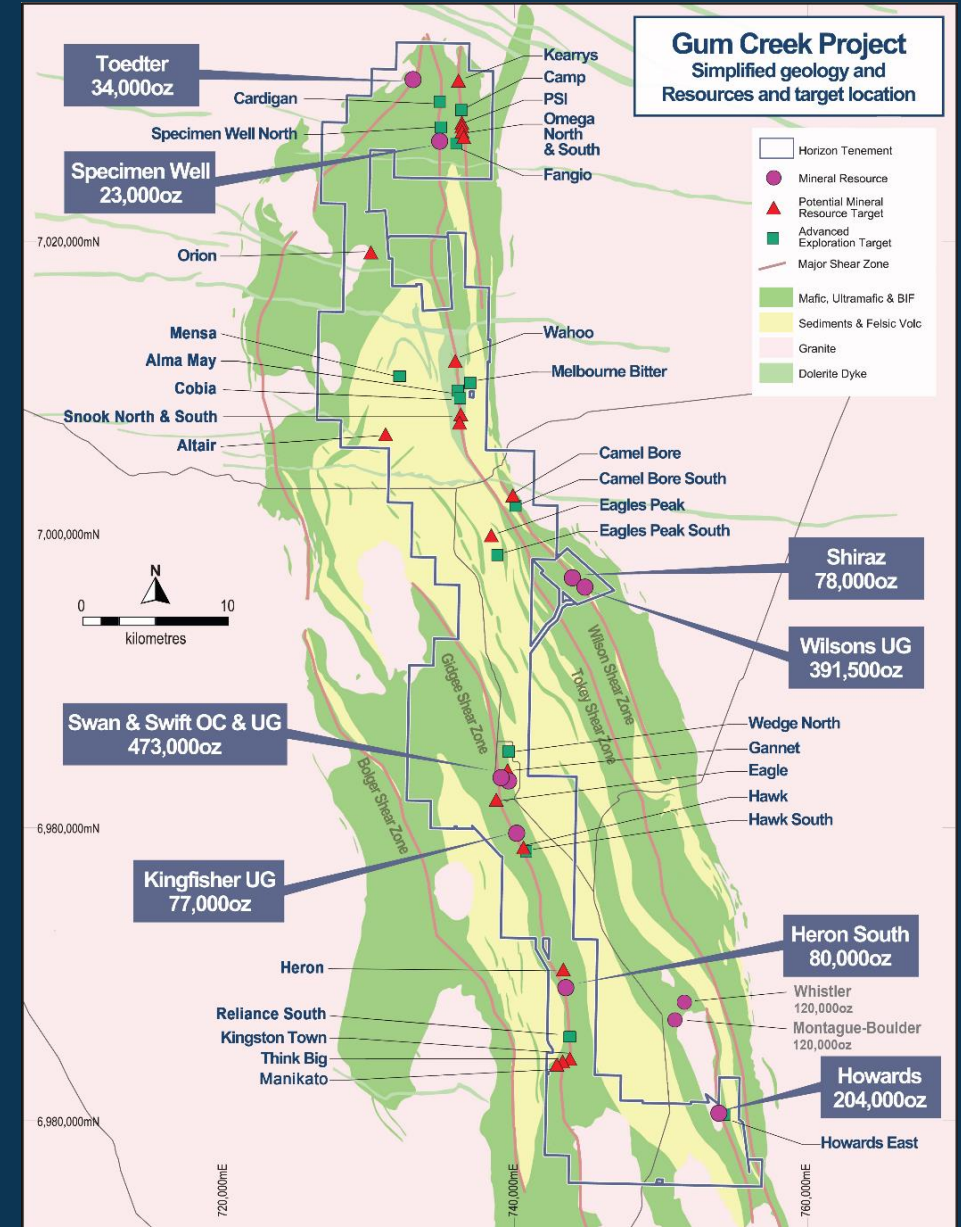 Gum Creek Project
Simplified geology and
Resources and target location
Horizon Tenement
Mineral Resource
Potential Mineral
Resource Target
Advanced
Exploration Target
Major Shear Zone
Mafic, Ultramafic & BIF
Sediments & Felsic Volc
Granite
Dolerite Dyke
Toedter
34,000oz
Cardigan
Specimen Well North
Specimen Well
23,000oz
Kearrys
Camp
PSI
Omega
North
& South
Fangio
7,020,000mN
Orion
Mensa
Alma May
Cobia
Snook North & South
Altair
Wahoo
Melbourne Bitter
Camel Bore
Camel Bore South
Eagles Peak
Eagles Peak South
7,000,000mN
N
0
10
kilometres
Shiraz
78,000oz
Wilsons UG
391,500oz
Wilson Shear Zone
Tokey Shear Zone
Gidgee Shear Zone
Bolger Shear Zone
Swan & Swift OC & UG
473,000oz
Wedge North
Gannet
Eagle
Hawk
Hawk South
6,980,000mN
Kingfisher UG
77,000oz
Heron South
80,000oz
Heron
Whistler
120,000oz
Montague-Boulder
120,000oz
Reliance South
Kingston Town
Think Big
Manikato
Howards
204,000oz
Howards East
6,980,000mN
720,000mE
740,000mE
760,000mE